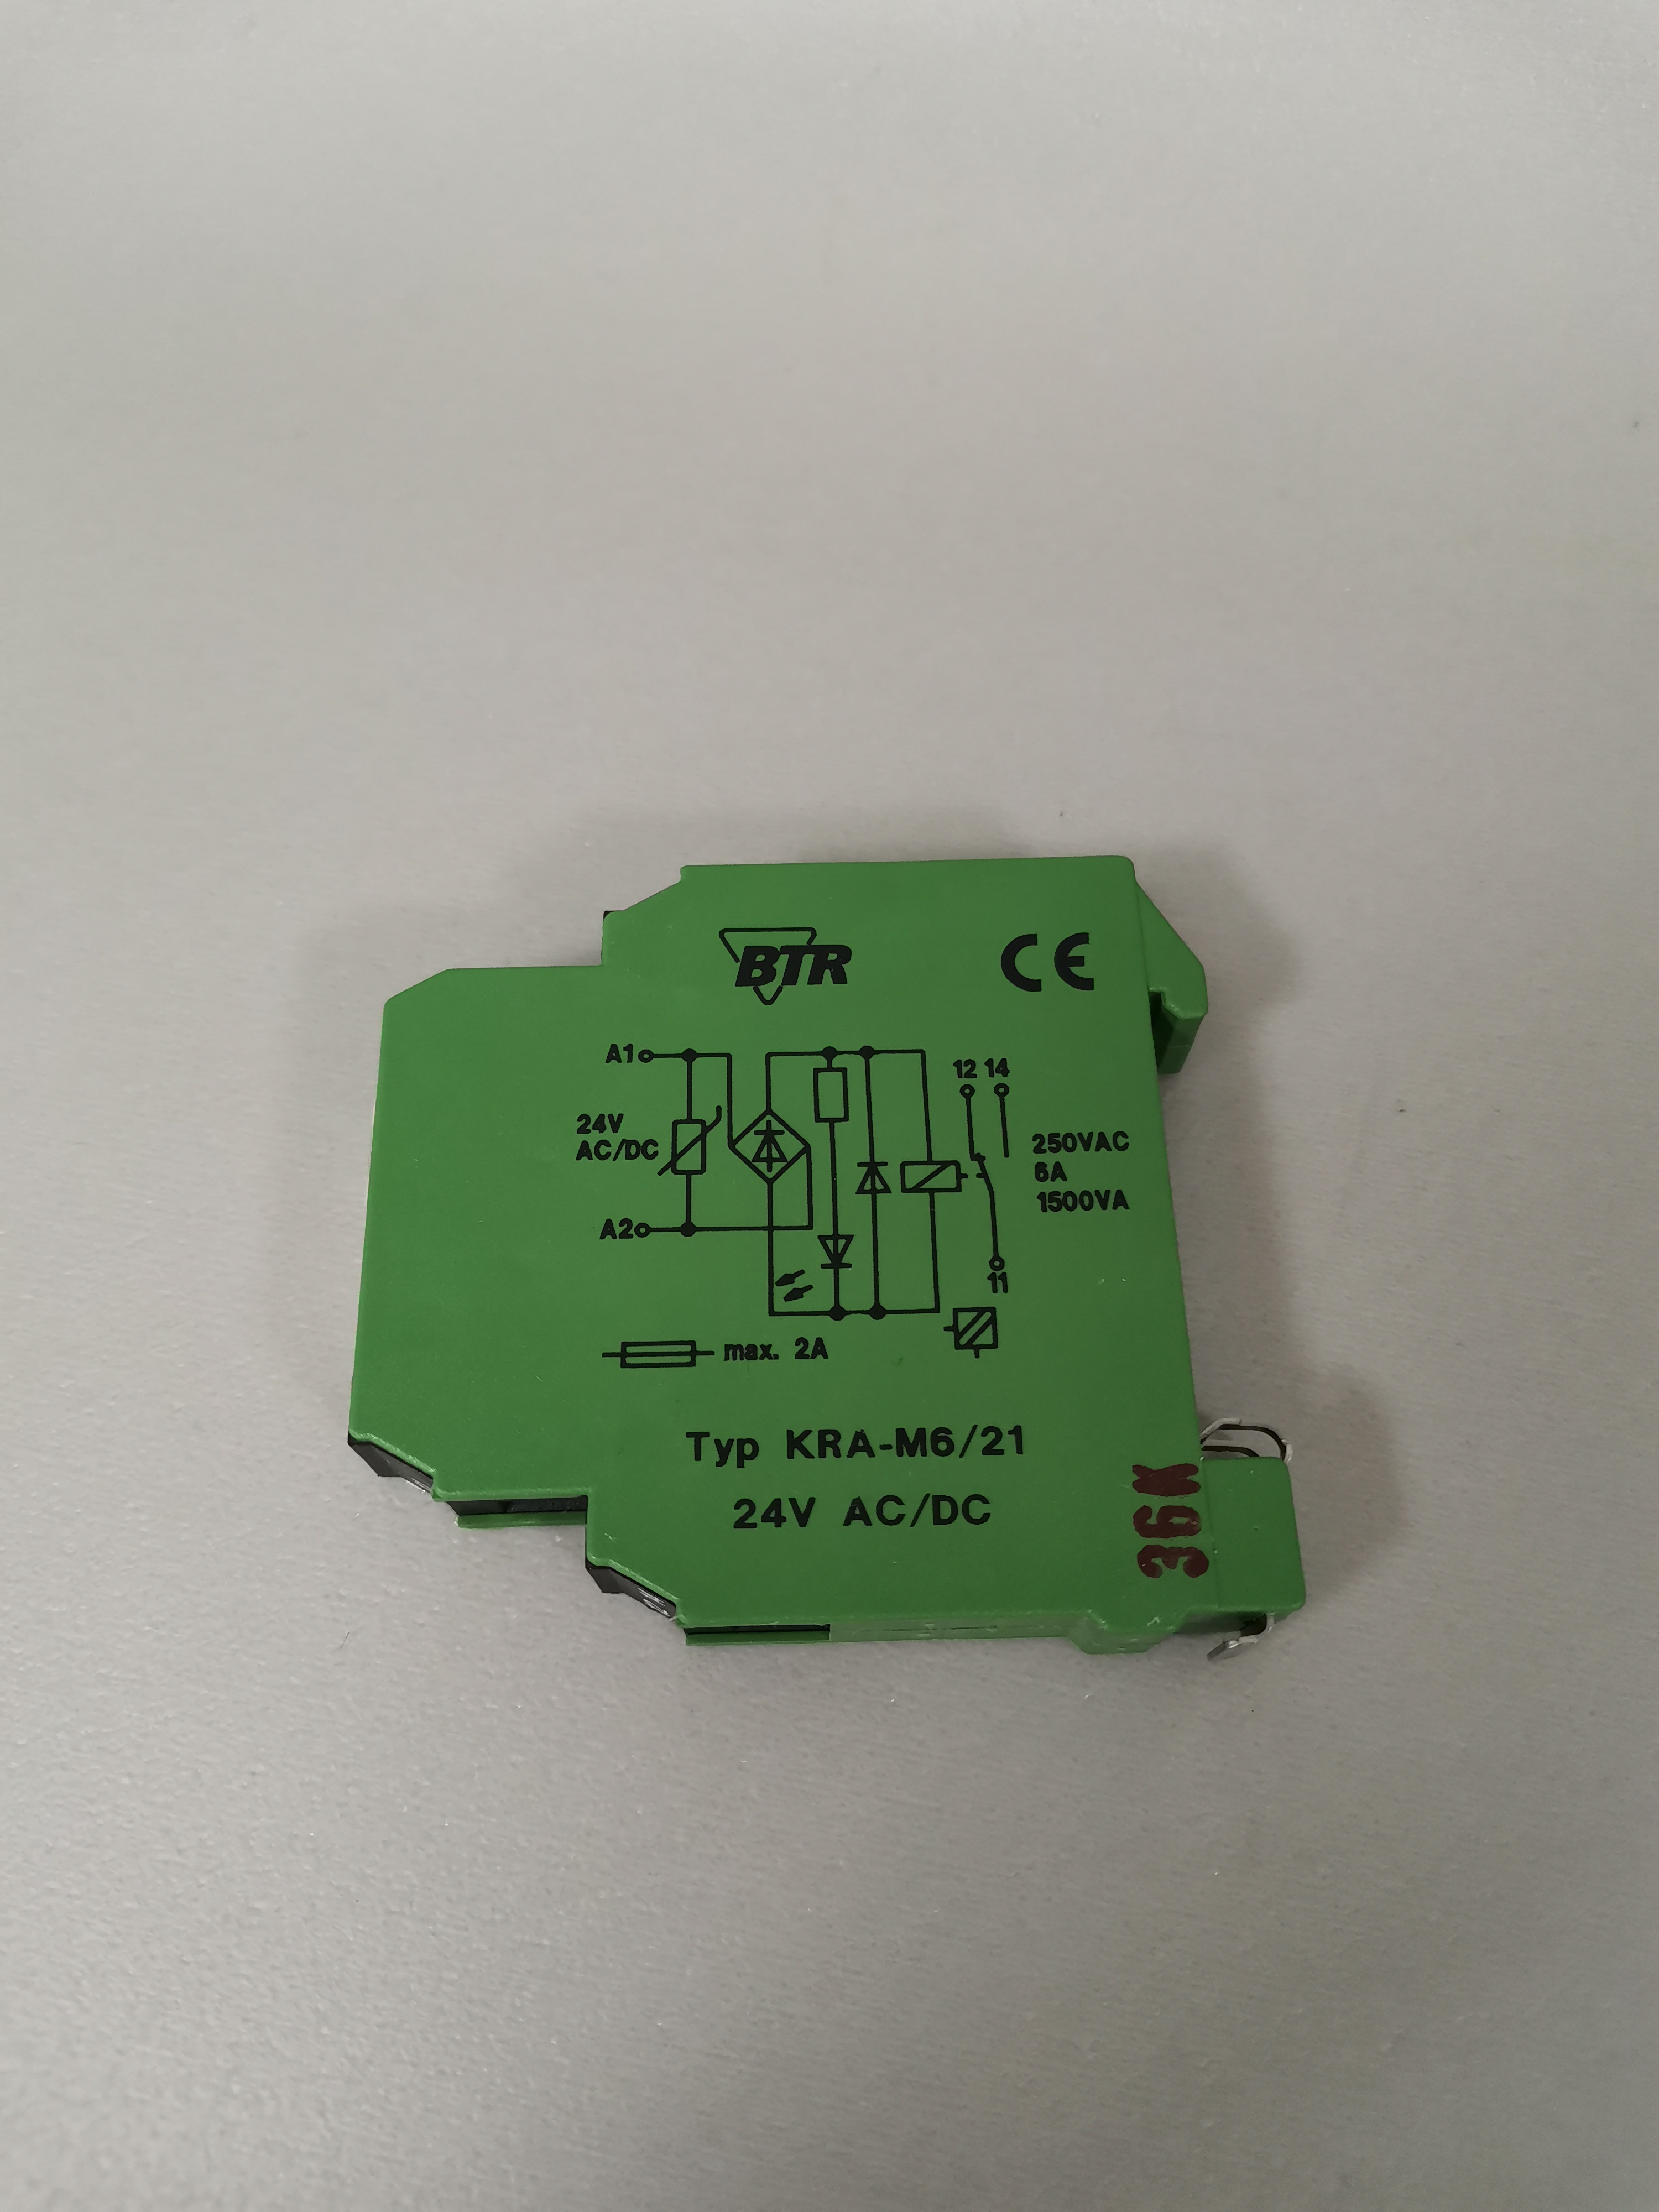 BTR
CE
A1
12 14
24V
AC/DC
250VAC
6A
1500VA
A2
11
max. 2A
Typ KRA-M6/21
24V AC/DC
36K